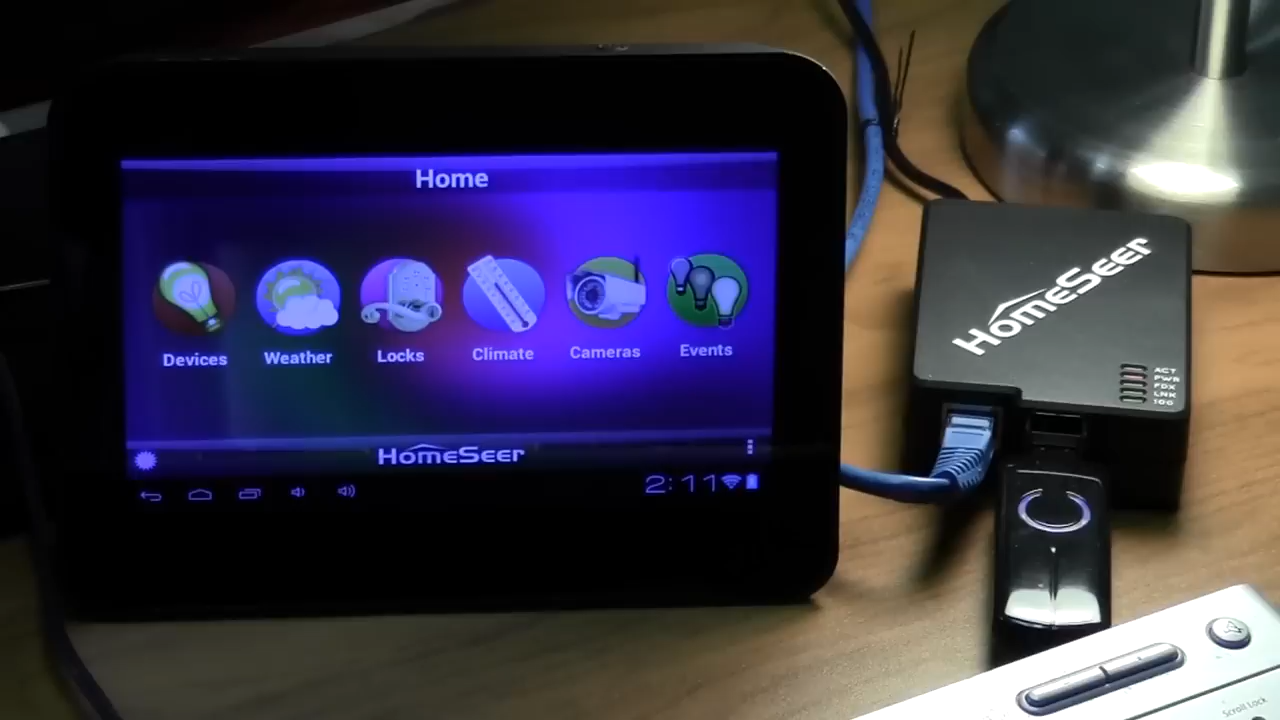 Home
Devices Weather Locks Climate Cameras Events
HomeSeer
2:11
HomeSeer
ACT
PWR
FDX
LNK
100
Scroll Lock